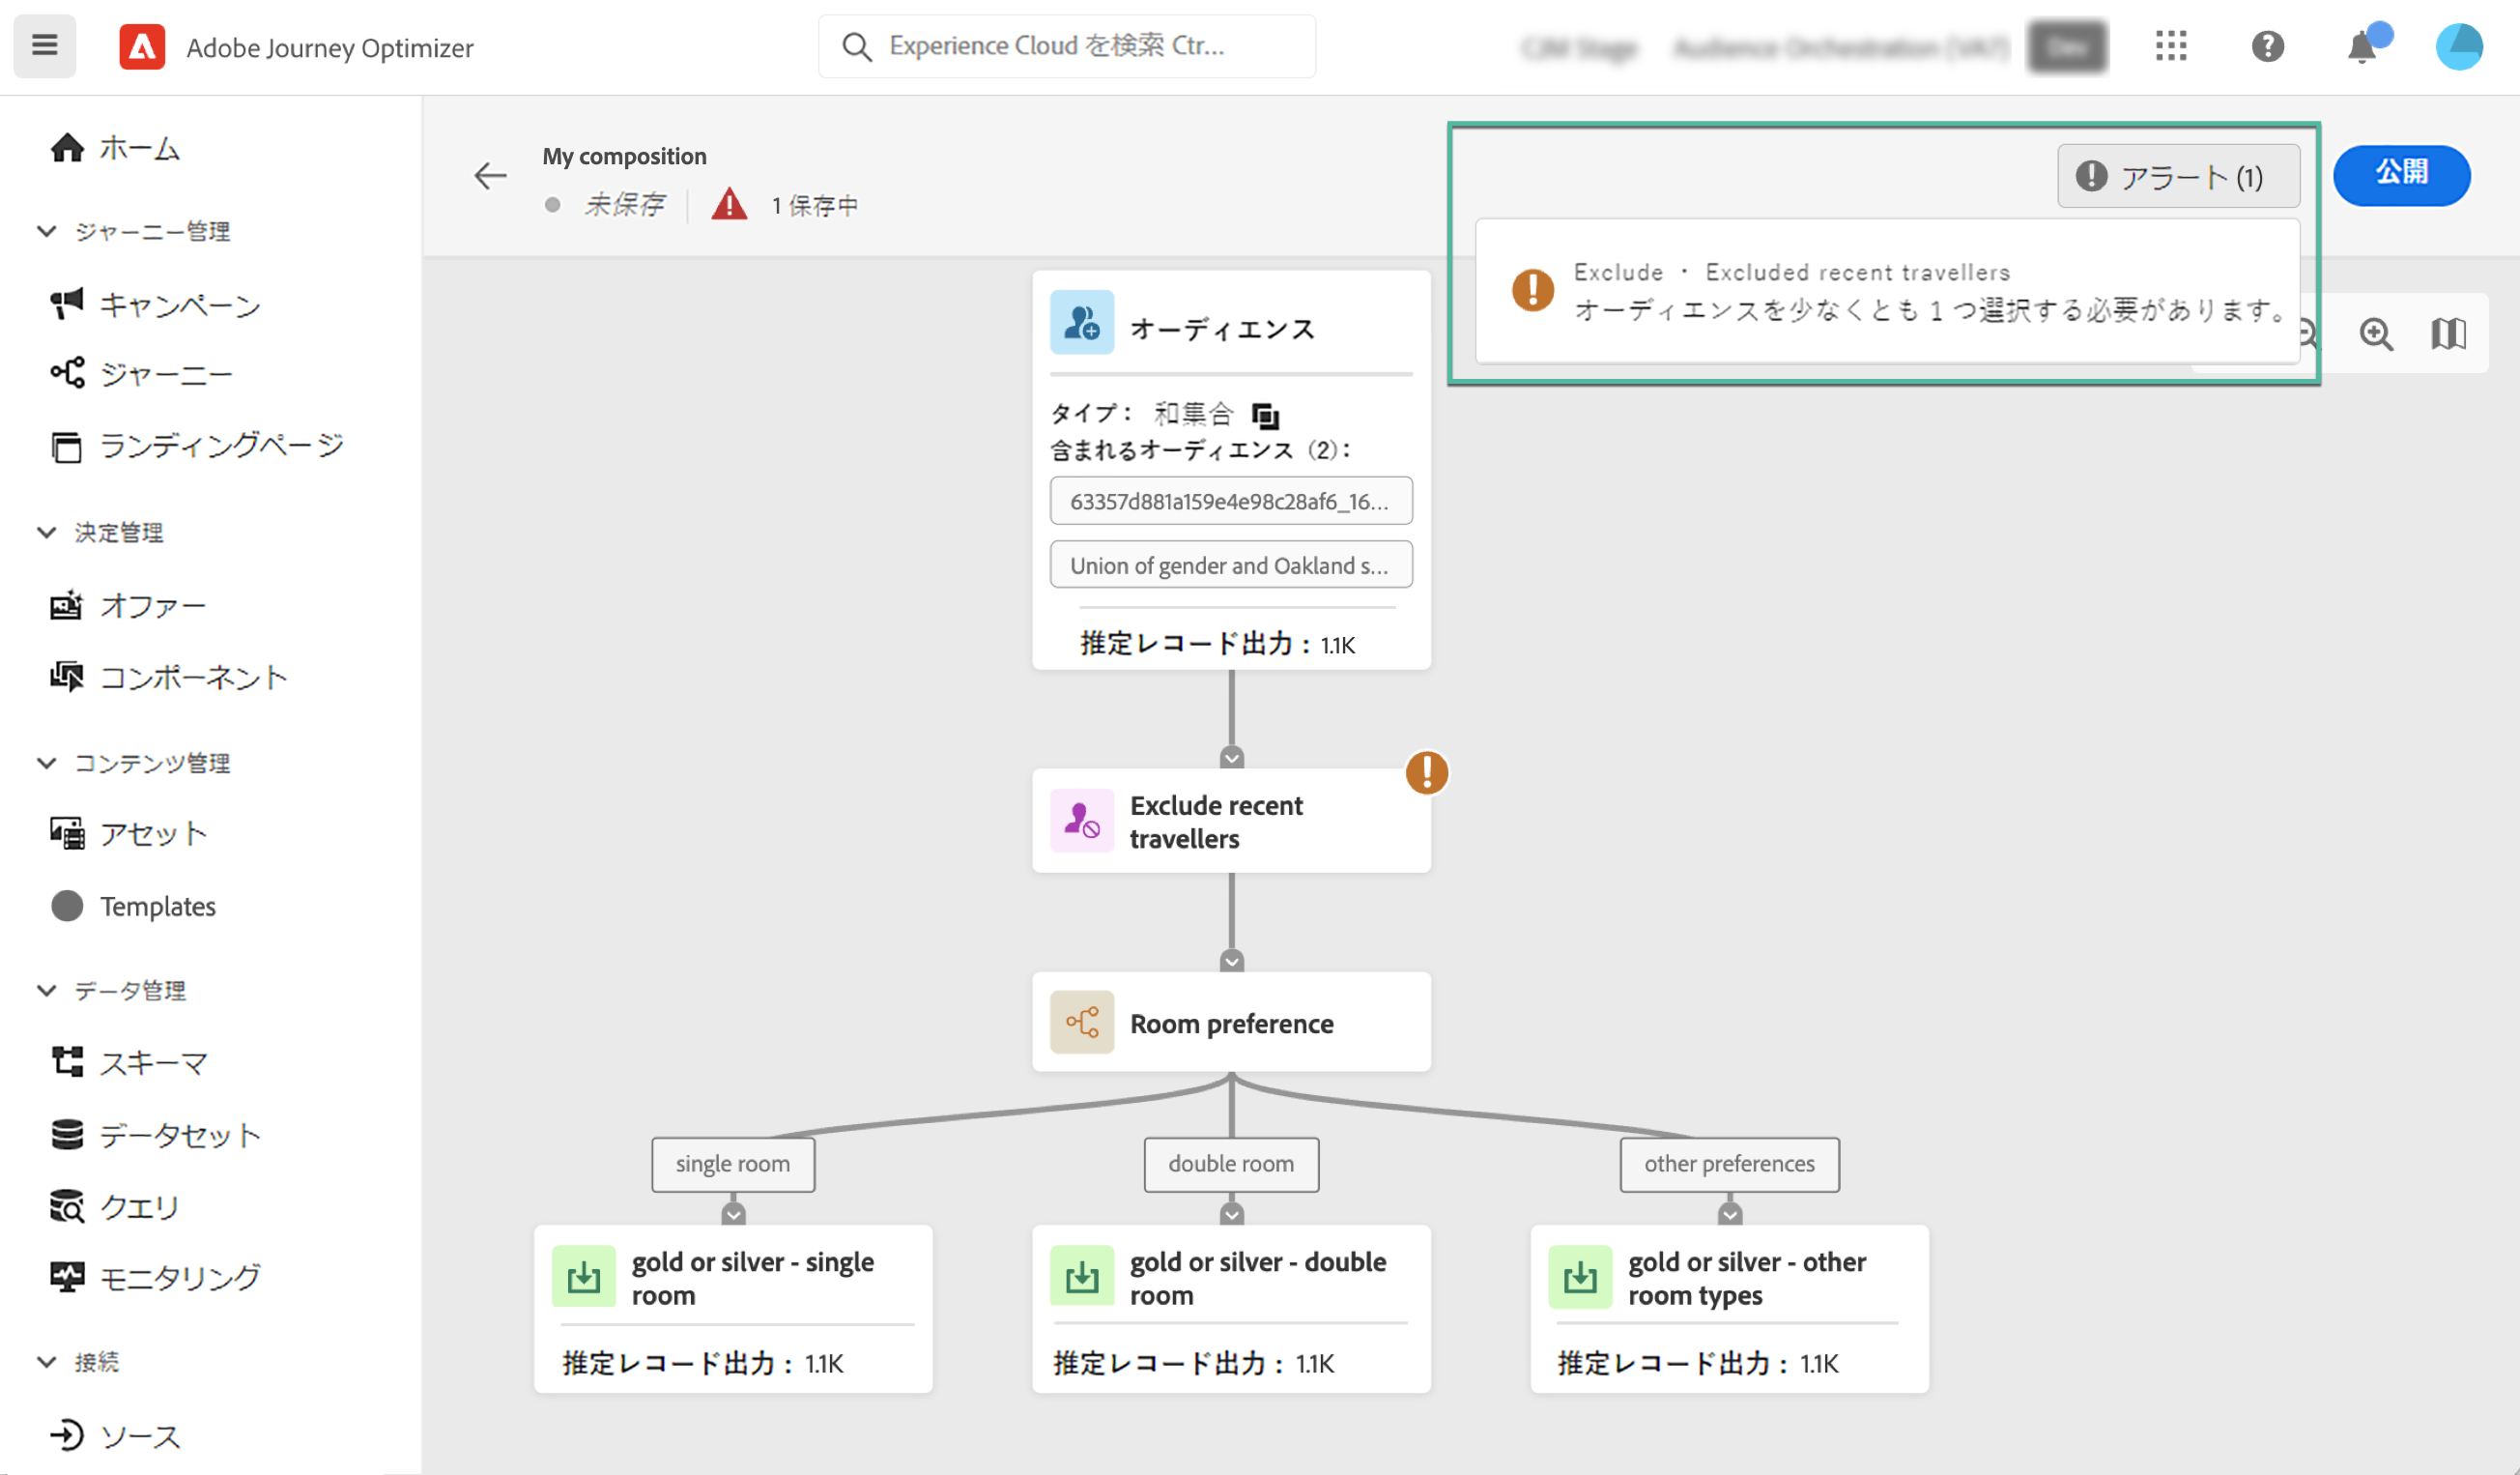 Adobe Journey Optimizer
Experience Cloud を検索 Ctr...
ホーム
ジャーニー管理
キャンペーン
ジャーニー
ランディングページ
決定管理
オファー
コンポーネント
コンテンツ管理
アセット
Templates
データ管理
スキーマ
データセット
クエリ
モニタリング
接続
ソース
My composition
未保存
1 保存中
アラート (1)
公開
Exclude ・ Excluded recent travellers
オーディエンスを少なくとも 1 つ選択する必要があります。
オーディエンス
タイプ： 和集合
含まれるオーディエンス（2）：
63357d881a159e4e98c28af6_16...
Union of gender and Oakland s...
推定レコード出力： 1.1K
Exclude recent
travellers
Room preference
single room
double room
other preferences
gold or silver - single
room
推定レコード出力： 1.1K
gold or silver - double
room
推定レコード出力： 1.1K
gold or silver - other
room types
推定レコード出力： 1.1K